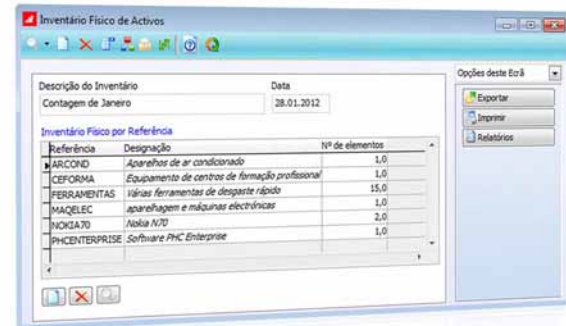 Inventário Físico de Activos
Opções deste Ecrã
Descrição do Inventário Data
Contagem de Janeiro 28.01.2012
Exportar
Imprimir
Relatórios
Inventário Físico por Referência
Referência Designação Nº de elementos
ARCOND Aparelhos de ar condicionado 1,0
CEFORMA Equipamento de centros de formação profissional 1,0
FERRAMENTAS Várias ferramentas de desgaste rápido 15,0
MAQELEC aparelhagem e máquinas electrónicas 1,0
NOKIA70 Nokia N70 2,0
PHCENTERPRISE Software PHC Enterprise 1,0